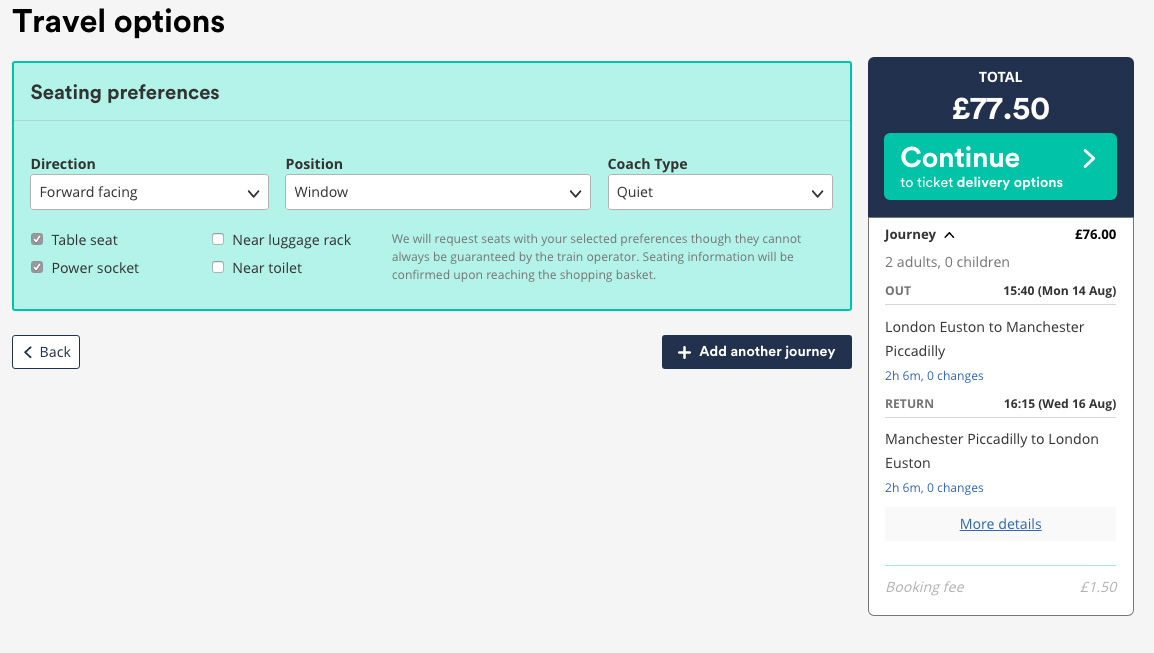 Travel options
Seating preferences
Direction
Position
Coach Type
Forward facing
Window
Quiet
Table seat
Near luggage rack
Power socket
Near toilet
We will request seats with your selected preferences though they cannot
always be guaranteed by the train operator. Seating information will be
confirmed upon reaching the shopping basket.
Back
Add another journey
TOTAL
£77.50
Continue
to ticket delivery options
Journey £76.00
2 adults, 0 children
OUT 15:40 (Mon 14 Aug)
London Euston to Manchester
Piccadilly
2h 6m, 0 changes
RETURN 16:15 (Wed 16 Aug)
Manchester Piccadilly to London
Euston
2h 6m, 0 changes
More details
Booking fee £1.50